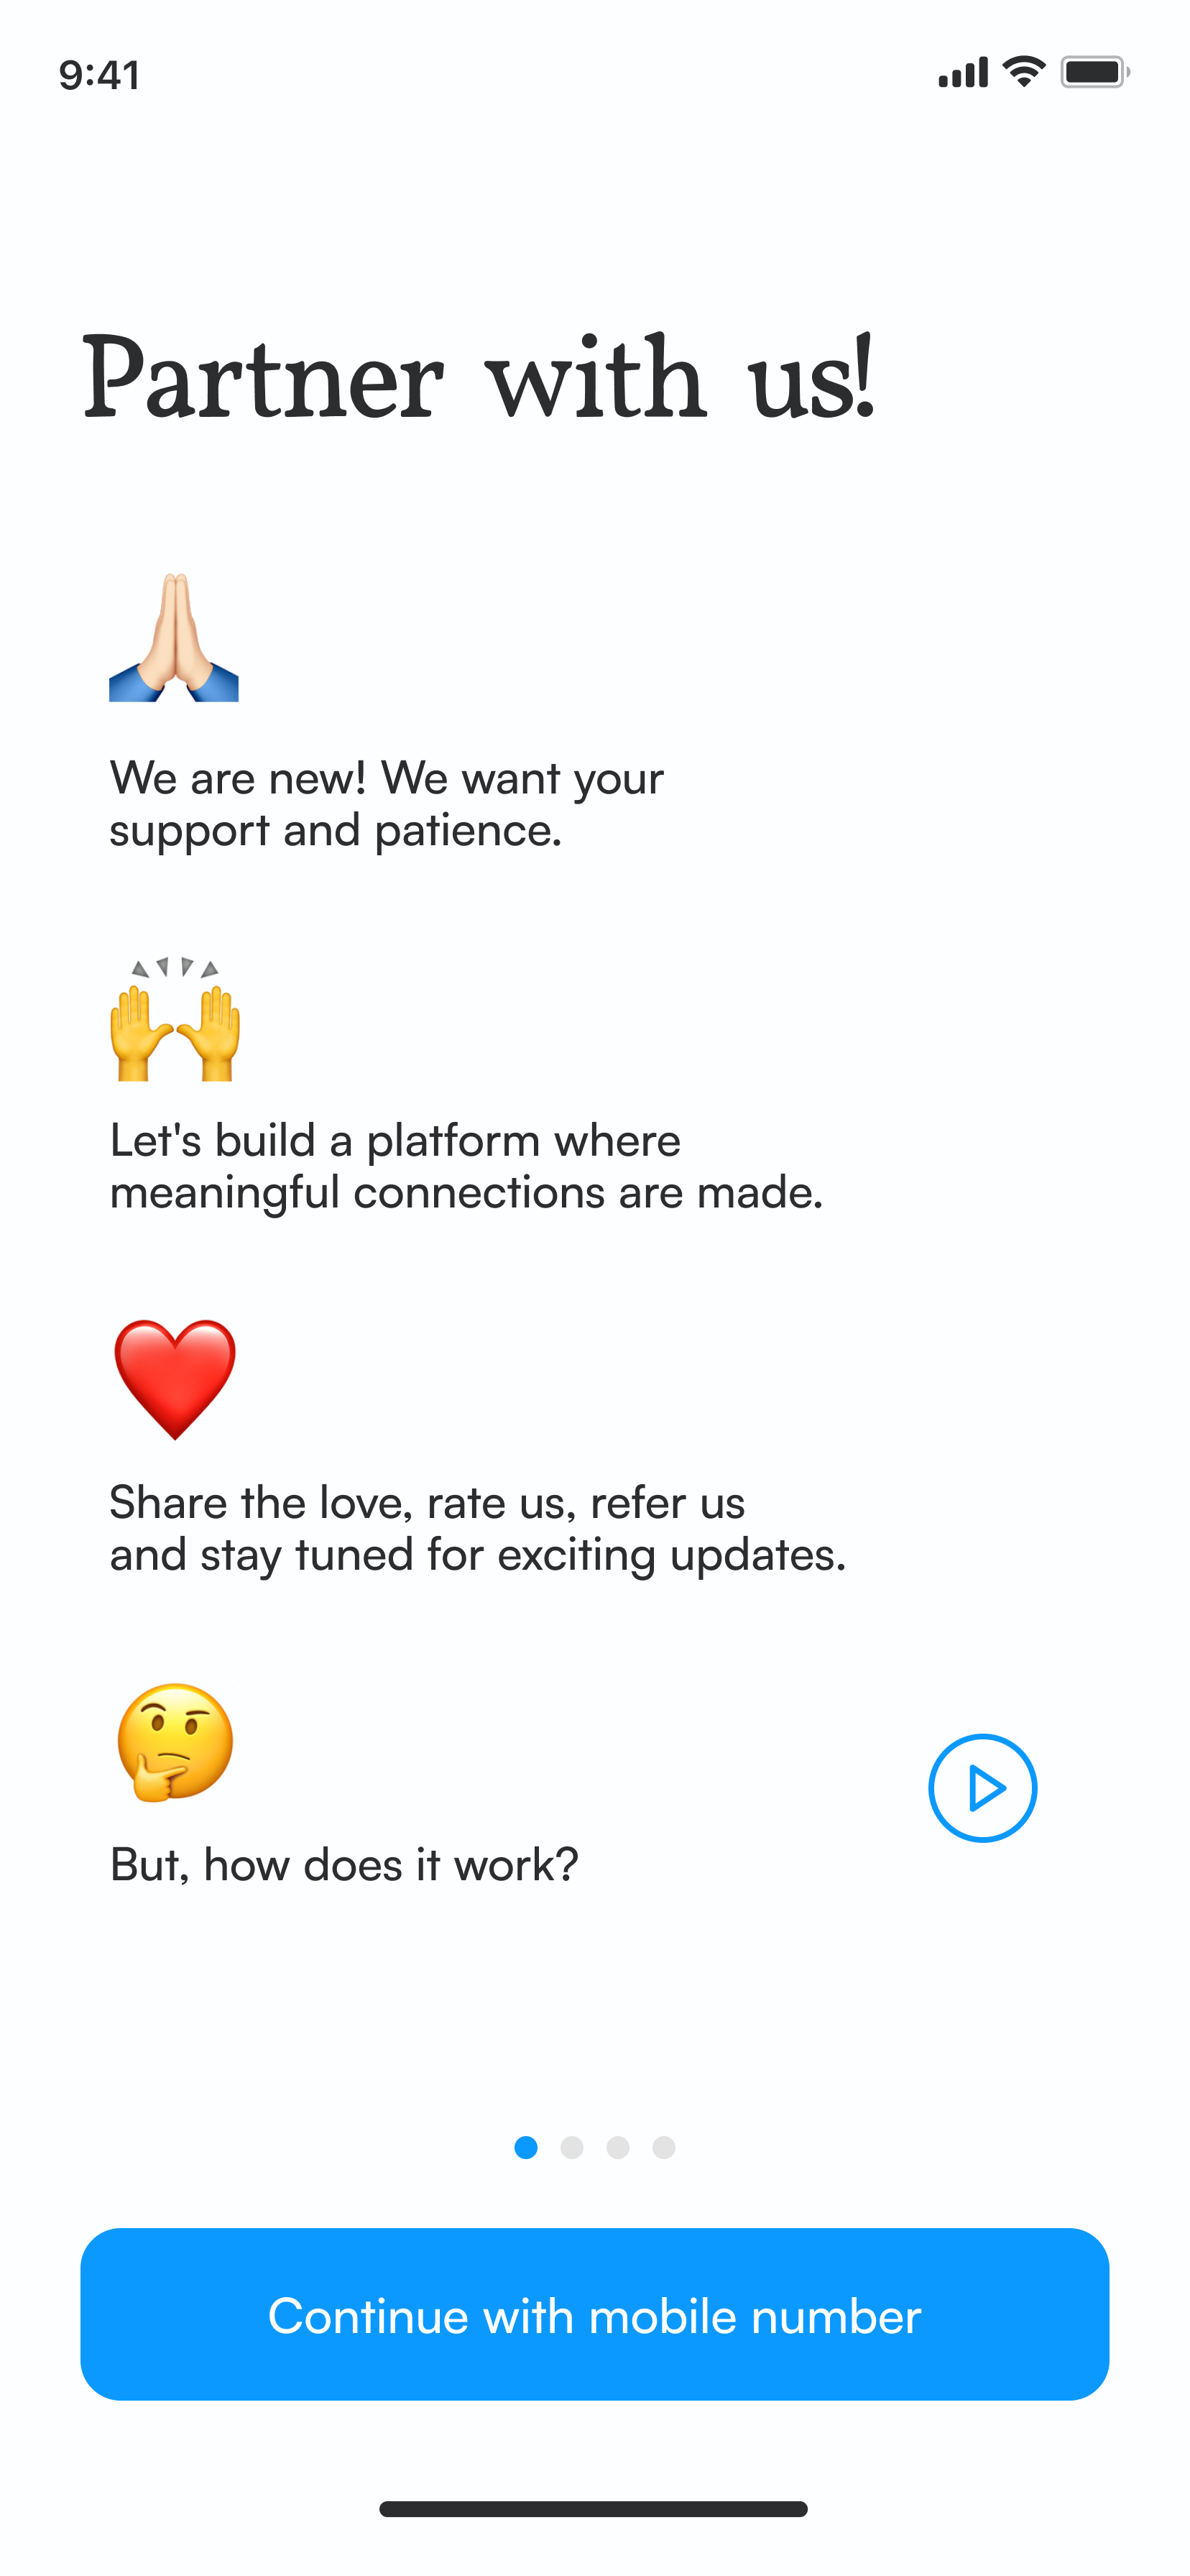 9:41
Partner with us!
We are new! We want your
support and patience.
Let's build a platform where
meaningful connections are made.
Share the love, rate us, refer us
and stay tuned for exciting updates.
But, how does it work?
Continue with mobile number